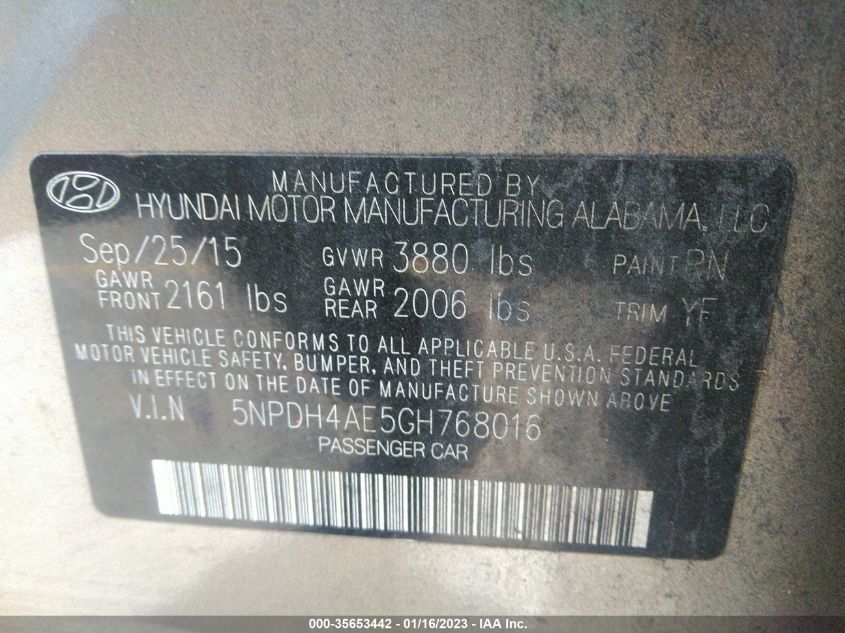 MANUFACTURED BY
HYUNDAI MOTOR MANUFACTURING ALABAMA, LLC
Sep/25/15 GVWR 3880 lbs PAINT RN
GAWR FRONT 2161 lbs GAWR REAR 2006 lbs TRIM YF
THIS VEHICLE CONFORMS TO ALL APPLICABLE U.S.A. FEDERAL
MOTOR VEHICLE SAFETY, BUMPER, AND THEFT PREVENTION STANDARDS
IN EFFECT ON THE DATE OF MANUFACTURE SHOWN ABOVE
V.I.N 5NPDH4AE5GH768016
PASSENGER CAR
000-35653442 - 01/16/2023 - IAA Inc.